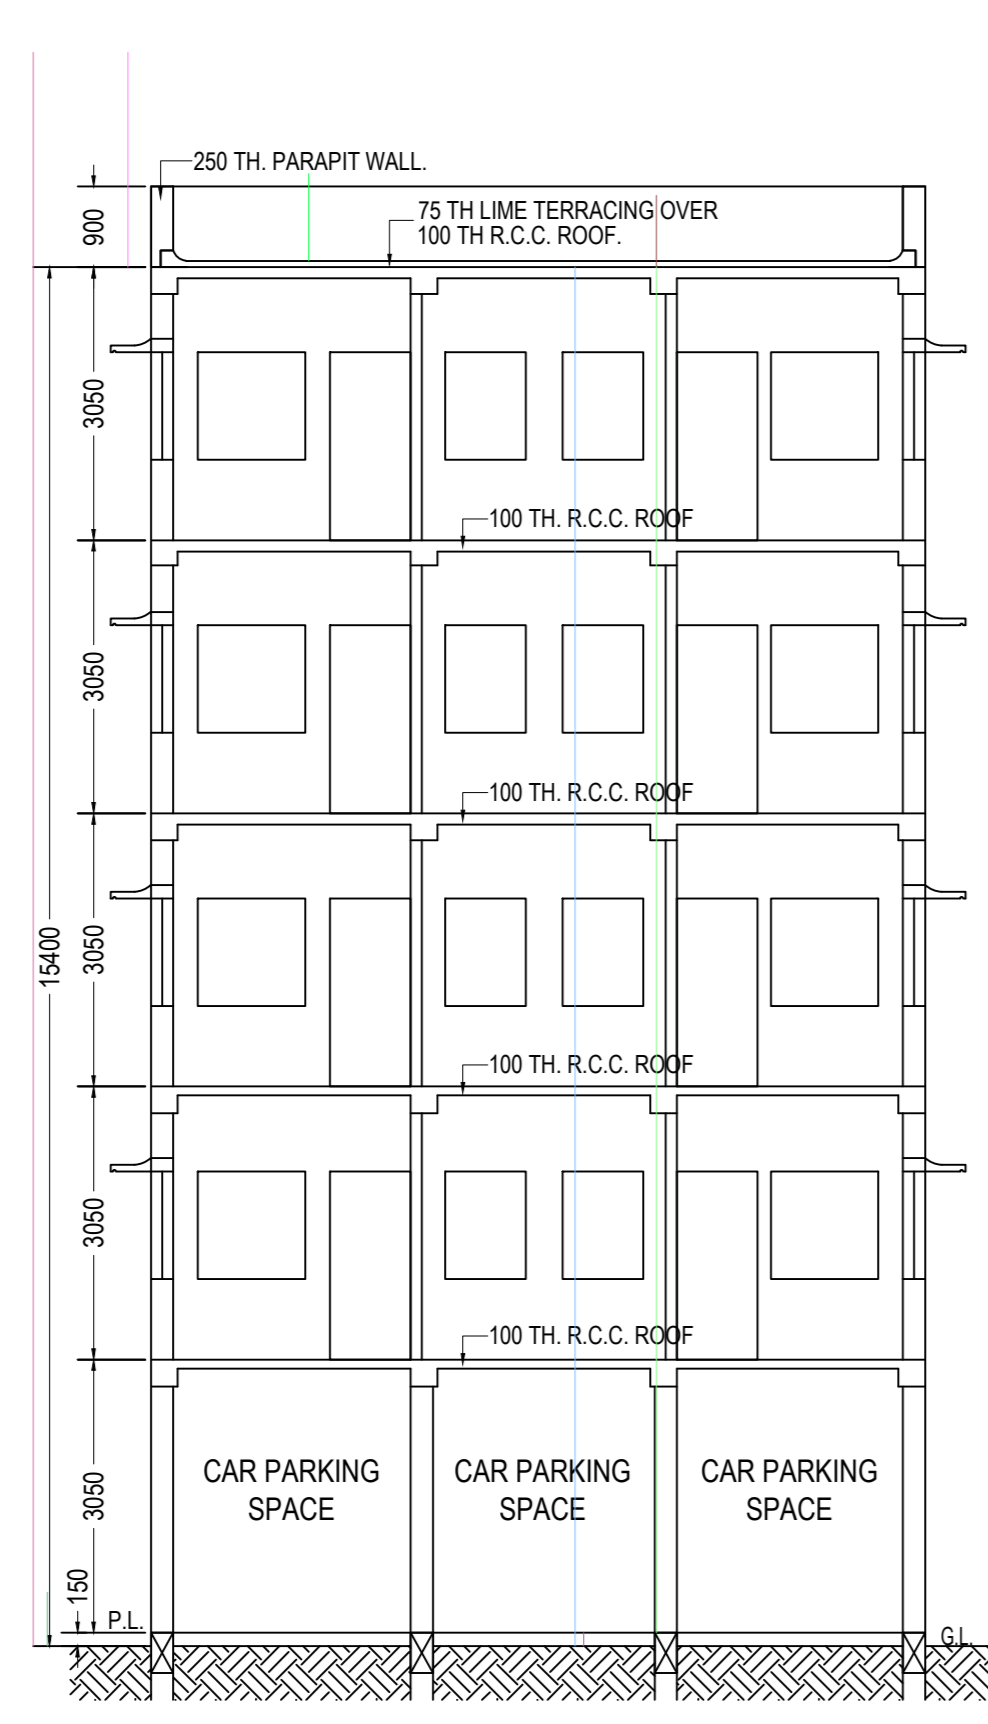 250 TH. PARAPIT WALL.
75 TH LIME TERRACING OVER
100 TH R.C.C. ROOF.
900
3050
100 TH. R.C.C. ROOF
3050
100 TH. R.C.C. ROOF
15400
3050
100 TH. R.C.C. ROOF
3050
100 TH. R.C.C. ROOF
CAR PARKING
SPACE
CAR PARKING
SPACE
CAR PARKING
SPACE
3050
150
P.L.
G.L.